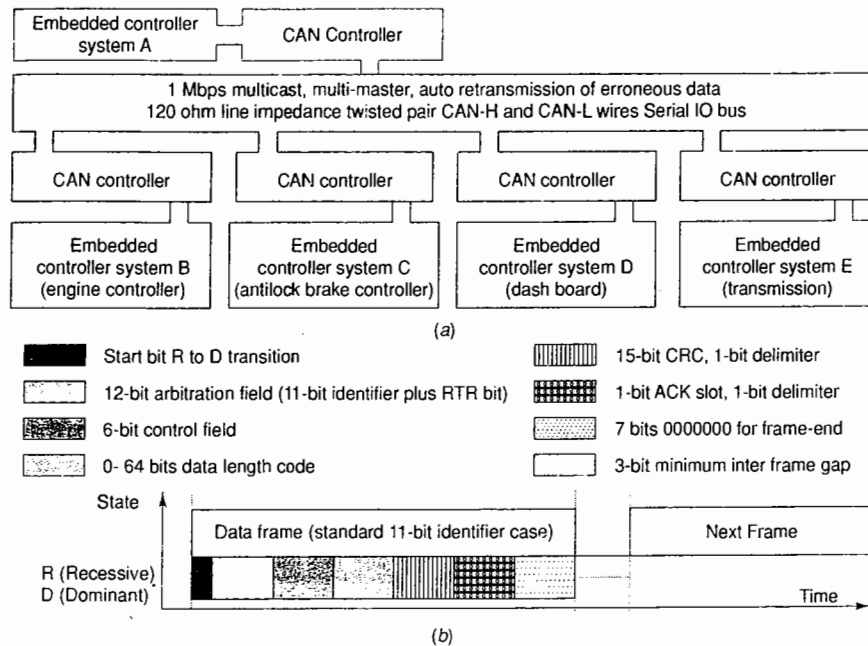 Embedded controller
system A
CAN Controller
1 Mbps multicast, multi-master, auto retransmission of erroneous data
120 ohm line impedance twisted pair CAN-H and CAN-L wires Serial IO bus
CAN controller
CAN controller
CAN controller
CAN controller
Embedded
controller system B
(engine controller)
Embedded
controller system C
(antilock brake controller)
Embedded
controller system D
(dash board)
Embedded
controller system E
(transmission)
(a)
Start bit R to D transition
15-bit CRC, 1-bit delimiter
12-bit arbitration field (11-bit identifier plus RTR bit)
1-bit ACK slot, 1-bit delimiter
6-bit control field
7 bits 0000000 for frame-end
0- 64 bits data length code
3-bit minimum inter frame gap
State
Data frame (standard 11-bit identifier case)
Next Frame
R (Recessive)
D (Dominant)
Time
(b)